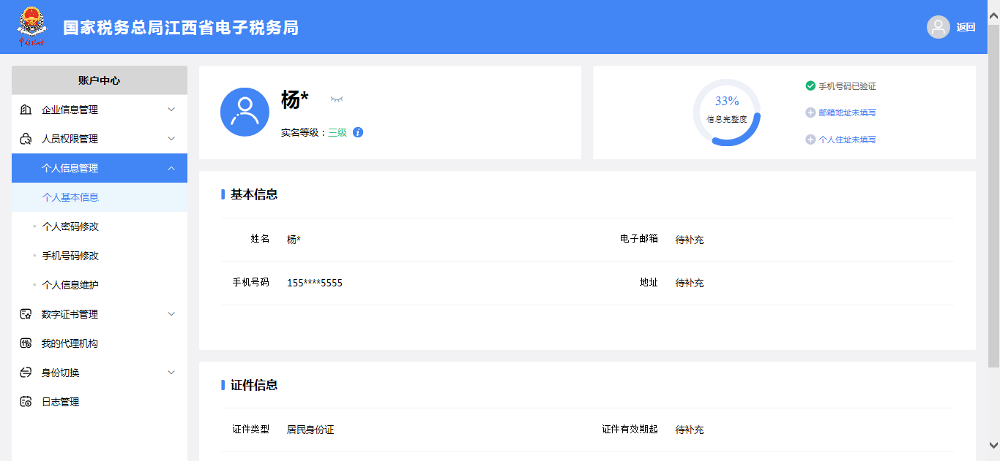 国家税务总局江西省电子税务局
返回
账户中心
企业信息管理
人员权限管理
个人信息管理
个人基本信息
个人密码修改
手机号码修改
个人信息维护
数字证书管理
我的代理机构
身份切换
日志管理
杨*
实名等级：三级
33%
信息完整度
手机号码已验证
邮箱地址未填写
个人住址未填写
基本信息
姓名 杨* 电子邮箱 待补充
手机号码 155****5555 地址 待补充
证件信息
证件类型 居民身份证 证件有效期起 待补充